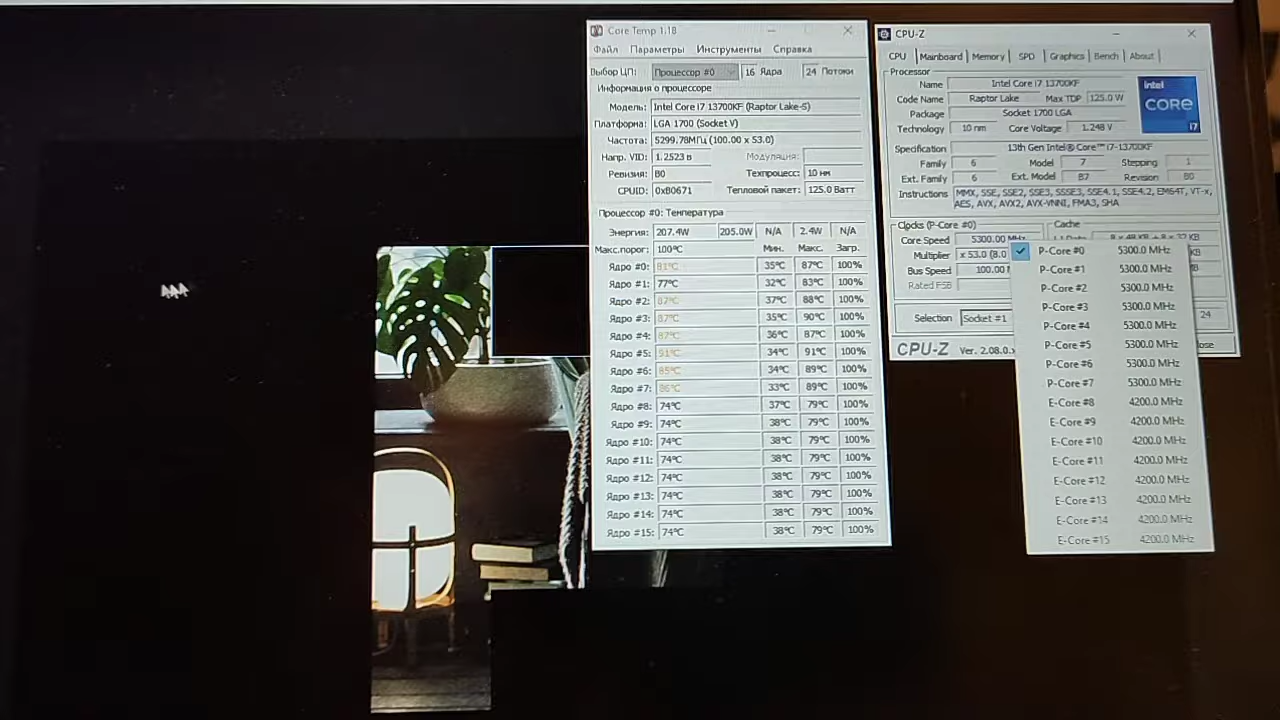 Core Temp 1.18
Файл Параметры Инструменты Справка
Выбор ЦП: Процессор #0 16 Ядра 24 Потоки
Информация о процессоре
Модель: Intel Core i7 13700KF (Raptor Lake-S)
Платформа: LGA 1700 (Socket V)
Частота: 5299.78МГц (100.00 x 53.0)
Напр. VID: 1.2523 в Модуляция:
Ревизия: B0 Техпроцесс: 10 нм
CPUID: 0xB0671 Тепловой пакет: 125.0 Ватт
Процессор #0: Температура
Энергия: 207.4W 205.0W N/A 2.4W N/A
Макс.порог: 100°C Мин. Макс. Загр.
Ядро #0: 81°C 35°C 87°C 100%
Ядро #1: 77°C 32°C 83°C 100%
Ядро #2: 87°C 37°C 88°C 100%
Ядро #3: 87°C 35°C 90°C 100%
Ядро #4: 87°C 36°C 87°C 100%
Ядро #5: 91°C 34°C 91°C 100%
Ядро #6: 85°C 34°C 89°C 100%
Ядро #7: 86°C 33°C 89°C 100%
Ядро #8: 74°C 37°C 79°C 100%
Ядро #9: 74°C 38°C 79°C 100%
Ядро #10: 74°C 38°C 79°C 100%
Ядро #11: 74°C 38°C 79°C 100%
Ядро #12: 74°C 38°C 79°C 100%
Ядро #13: 74°C 38°C 79°C 100%
Ядро #14: 74°C 38°C 79°C 100%
Ядро #15: 74°C 38°C 79°C 100%
CPU-Z
CPU Mainboard Memory SPD Graphics Bench About
Processor
Name Intel Core i7 13700KF
Code Name Raptor Lake Max TDP 125.0 W
Package Socket 1700 LGA
Technology 10 nm Core Voltage 1.248 V
intel
CORE
i7
Specification 13th Gen Intel® Core™ i7-13700KF
Family 6 Model 7 Stepping 1
Ext. Family 6 Ext. Model B7 Revision B0
Instructions MMX, SSE, SSE2, SSE3, SSSE3, SSE4.1, SSE4.2, EM64T, VT-x,
AES, AVX, AVX2, AVX-VNNI, FMA3, SHA
Clocks (P-Core #0) Cache
Core Speed 5300.00 MHz
Multiplier x 53.0 (8.0 KB
Bus Speed 100.00
Rated FSB
Selection Socket #1 24
CPU-Z Ver. 2.08.0
P-Core #0 5300.0 MHz
P-Core #1 5300.0 MHz
P-Core #2 5300.0 MHz
P-Core #3 5300.0 MHz
P-Core #4 5300.0 MHz
P-Core #5 5300.0 MHz
P-Core #6 5300.0 MHz
P-Core #7 5300.0 MHz
E-Core #8 4200.0 MHz
E-Core #9 4200.0 MHz
E-Core #10 4200.0 MHz
E-Core #11 4200.0 MHz
E-Core #12 4200.0 MHz
E-Core #13 4200.0 MHz
E-Core #14 4200.0 MHz
E-Core #15 4200.0 MHz